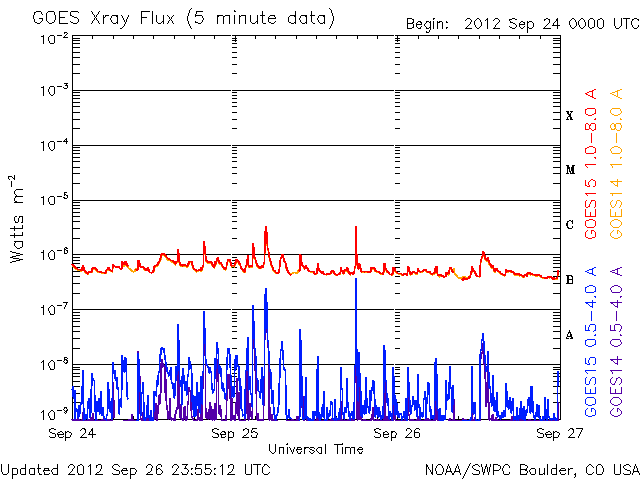 GOES Xray Flux (5 minute data)
Begin: 2012 Sep 24 0000 UTC
10^-2
10^-3
10^-4
10^-5
10^-6
10^-7
10^-8
10^-9
Watts m^-2
X
M
C
B
A
GOES15 1.0-8.0 A
GOES14 1.0-8.0 A
GOES15 0.5-4.0 A
GOES14 0.5-4.0 A
Sep 24 Sep 25 Sep 26 Sep 27
Universal Time
Updated 2012 Sep 26 23:55:12 UTC
NOAA/SWPC Boulder, CO USA